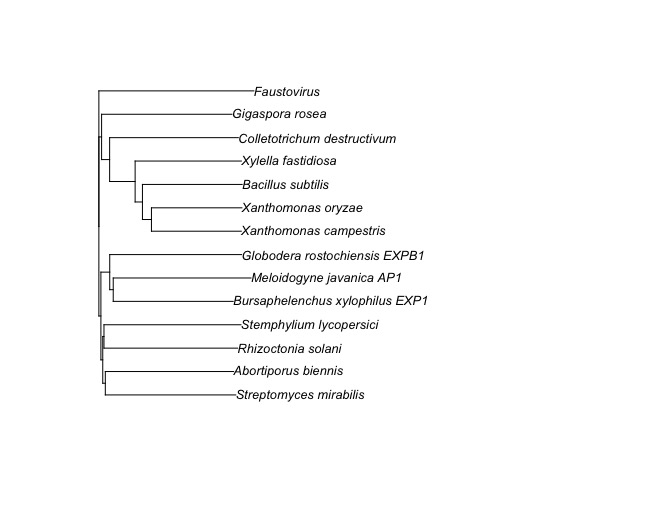 Faustovirus
Gigaspora rosea
Colletotrichum destructivum
Xylella fastidiosa
Bacillus subtilis
Xanthomonas oryzae
Xanthomonas campestris
Globodera rostochiensis EXPB1
Meloidogyne javanica AP1
Bursaphelenchus xylophilus EXP1
Stemphylium lycopersici
Rhizoctonia solani
Abortiporus biennis
Streptomyces mirabilis